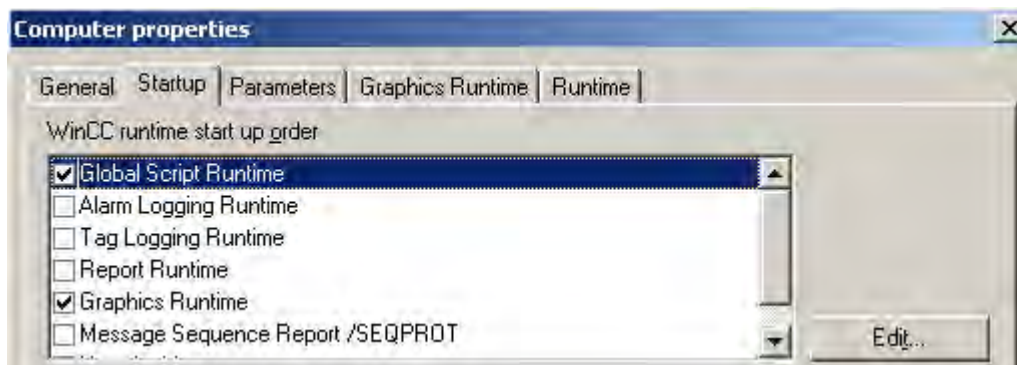 Computer properties
General Startup Parameters Graphics Runtime Runtime
WinCC runtime start up order
Global Script Runtime
Alarm Logging Runtime
Tag Logging Runtime
Report Runtime
Graphics Runtime
Message Sequence Report /SEQPROT
Edit...